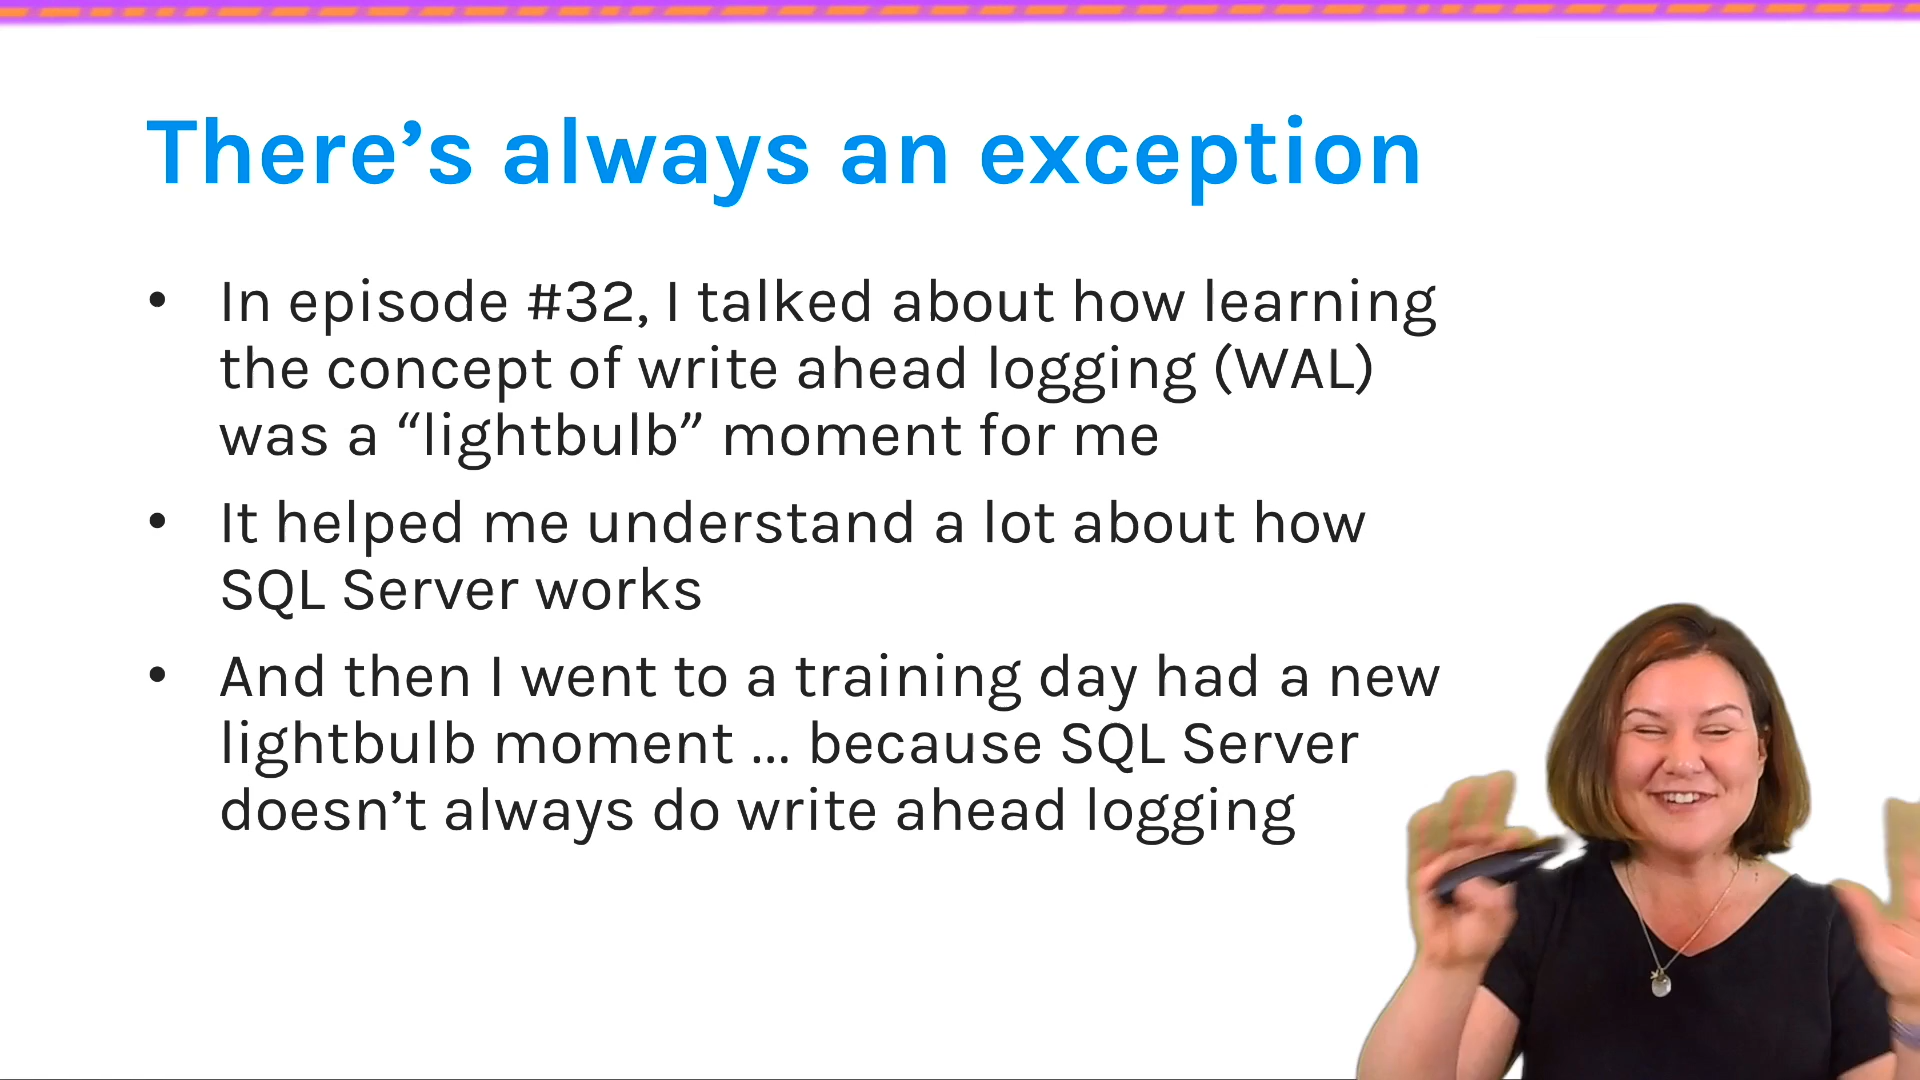 There’s always an exception
• In episode #32, I talked about how learning
the concept of write ahead logging (WAL)
was a “lightbulb” moment for me
• It helped me understand a lot about how
SQL Server works
• And then I went to a training day had a new
lightbulb moment ... because SQL Server
doesn’t always do write ahead logging